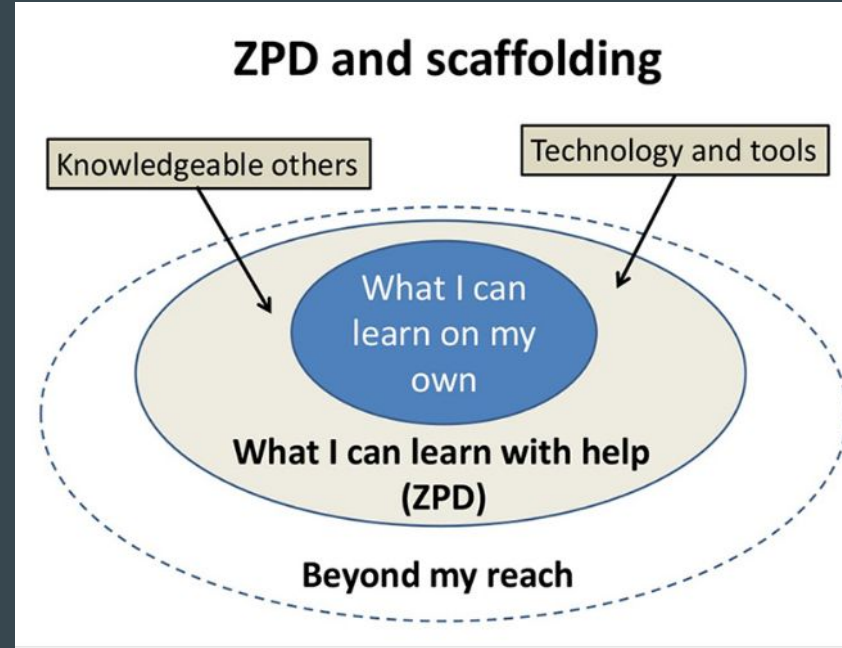 ZPD and scaffolding
Knowledgeable others
Technology and tools
What I can
learn on my
own
What I can learn with help
(ZPD)
Beyond my reach